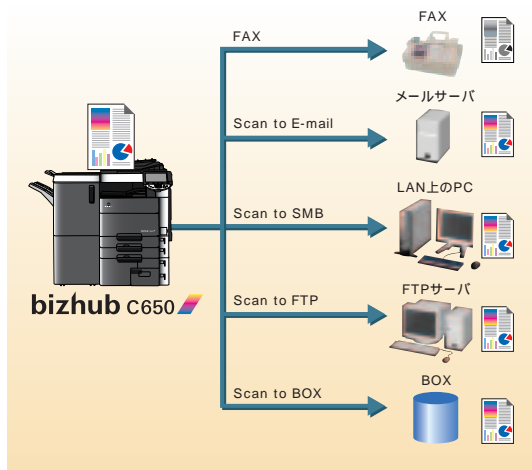 FAX
FAX
Scan to E-mail
メールサーバ
Scan to SMB
LAN上のPC
bizhub C650
Scan to FTP
FTPサーバ
Scan to BOX
BOX